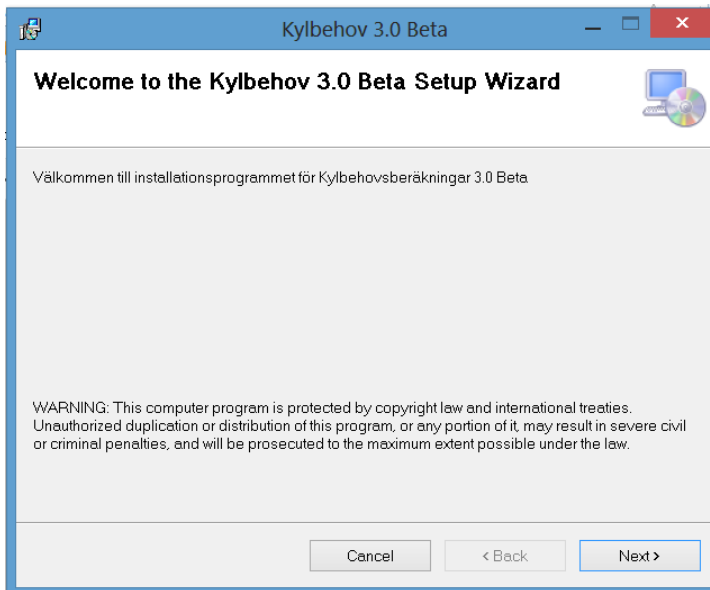 Kylbehov 3.0 Beta
Welcome to the Kylbehov 3.0 Beta Setup Wizard
Välkommen till installationsprogrammet för Kylbehovsberäkningar 3.0 Beta
WARNING: This computer program is protected by copyright law and international treaties.
Unauthorized duplication or distribution of this program, or any portion of it, may result in severe civil
or criminal penalties, and will be prosecuted to the maximum extent possible under the law.
Cancel
< Back
Next >